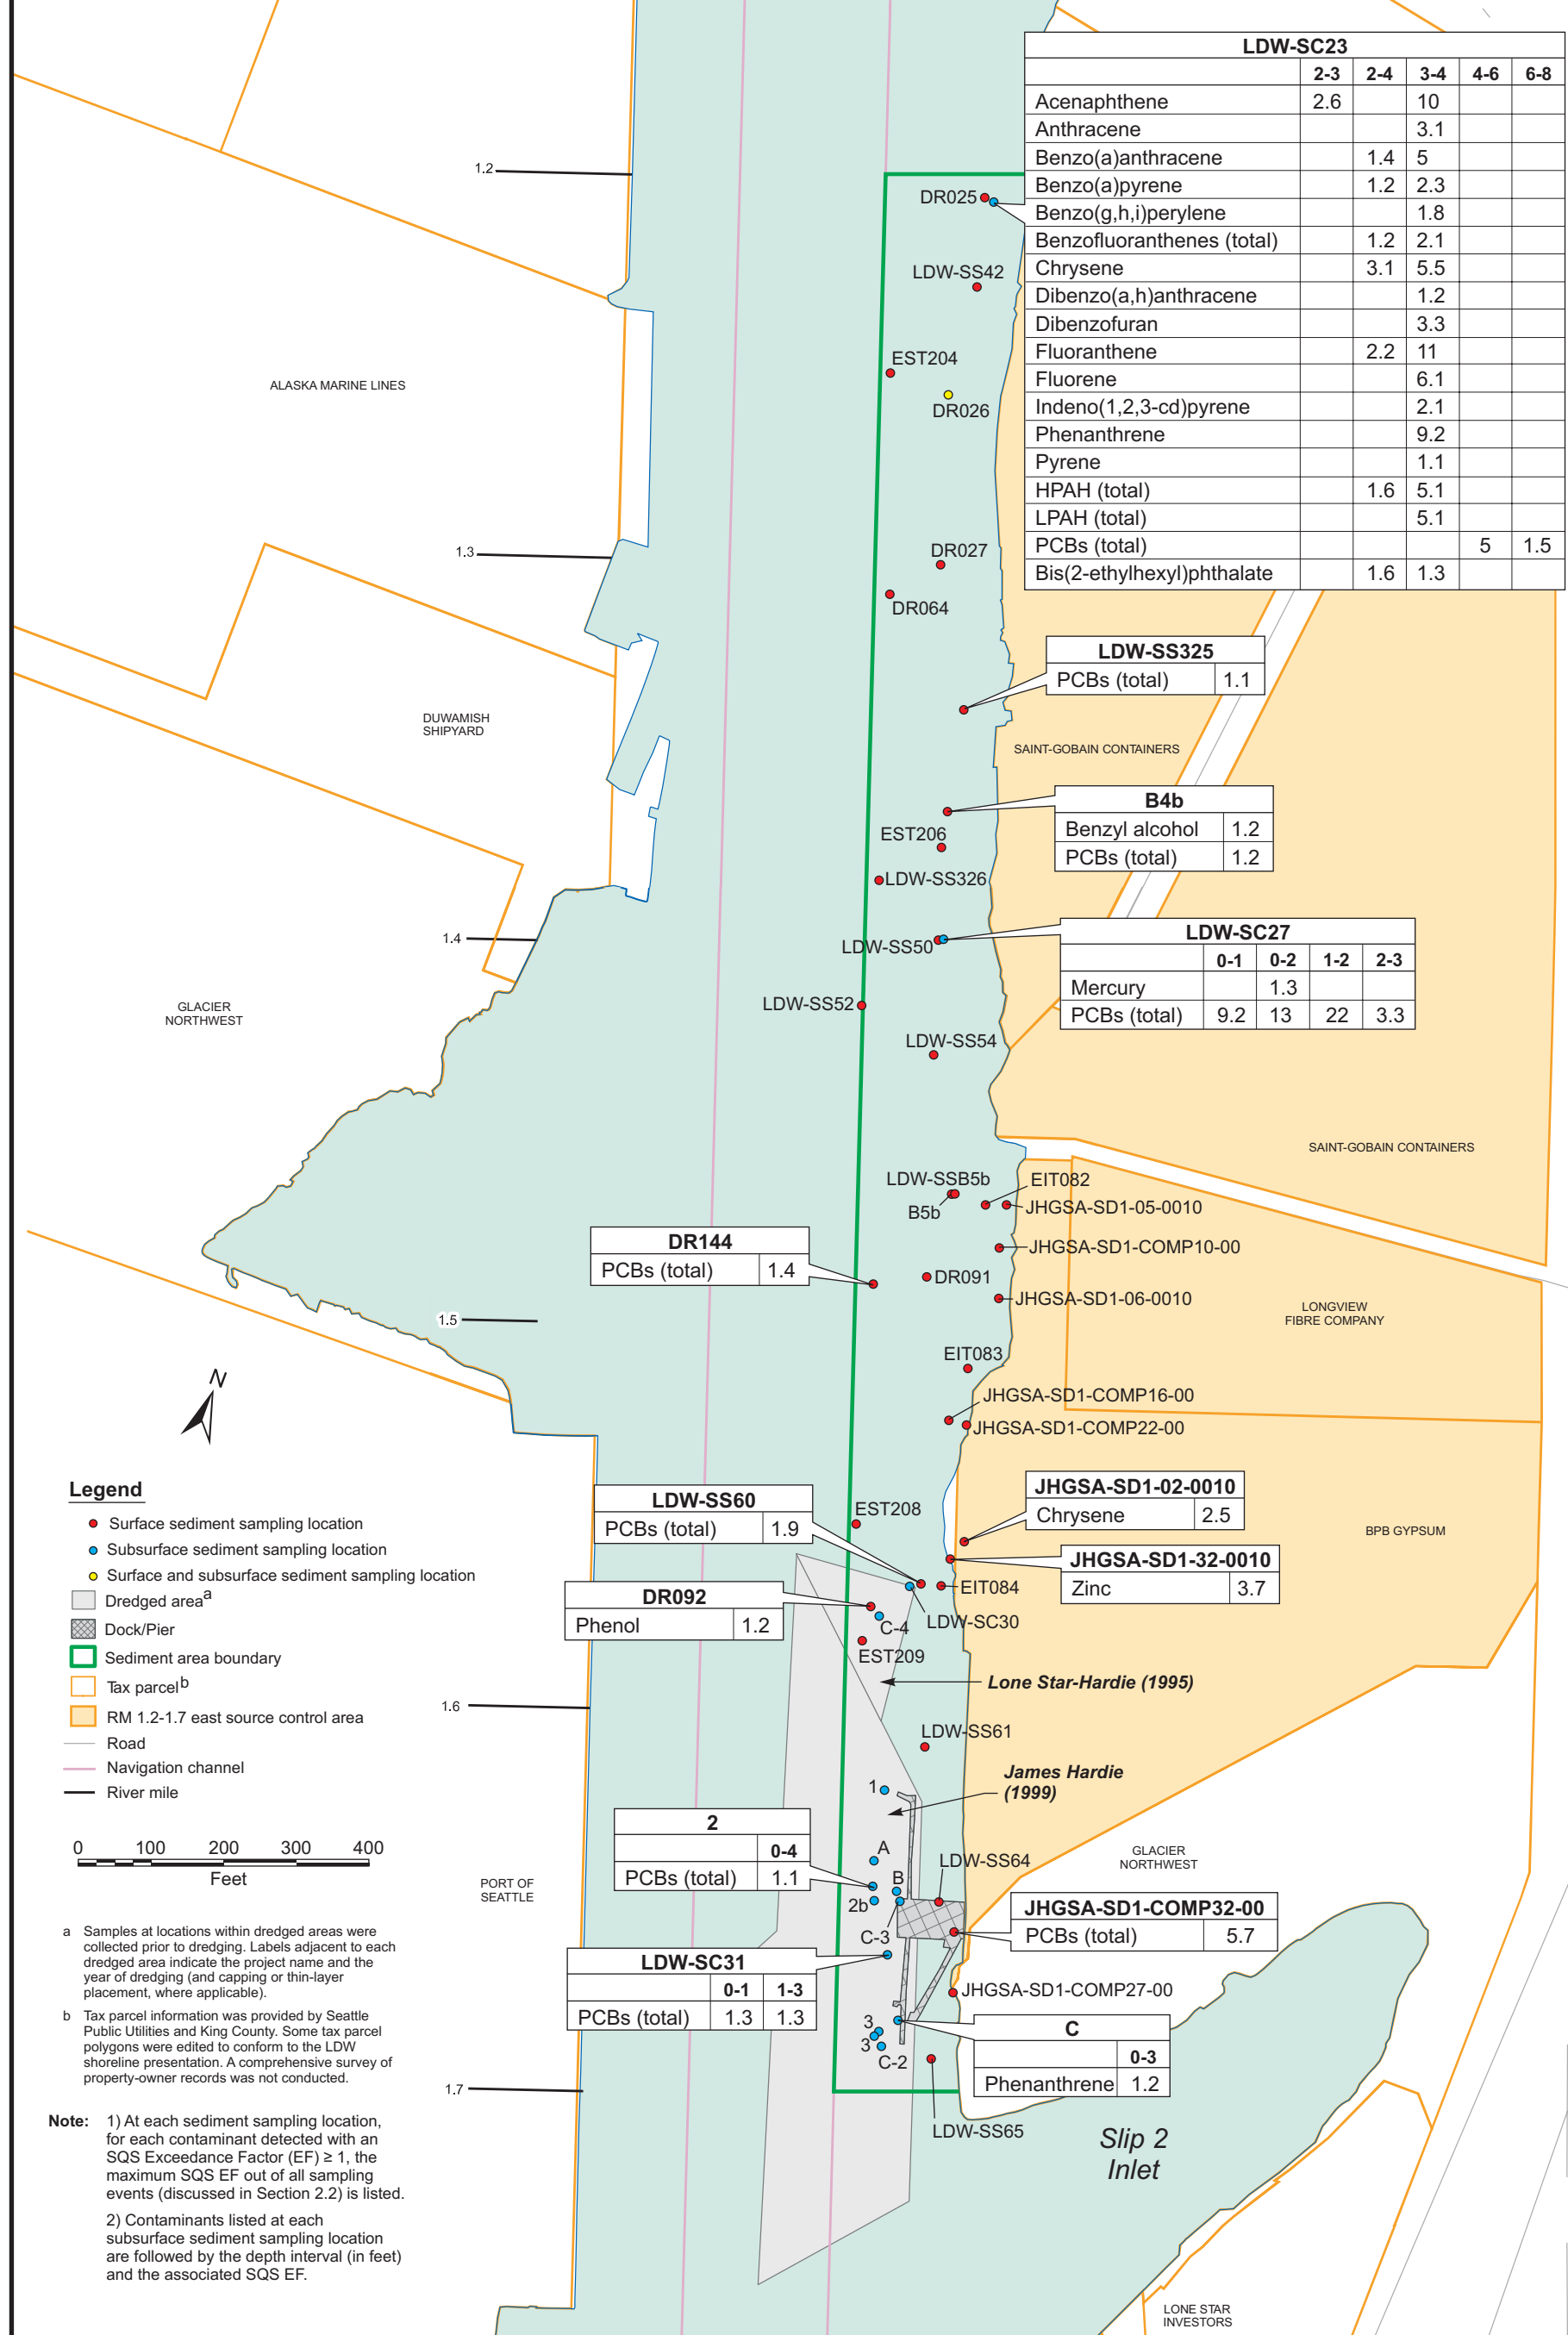 LDW-SC23
2-3 2-4 3-4 4-6 6-8
Acenaphthene 2.6 10
Anthracene 3.1
Benzo(a)anthracene 1.4 5
Benzo(a)pyrene 1.2 2.3
Benzo(g,h,i)perylene 1.8
Benzofluoranthenes (total) 1.2 2.1
Chrysene 3.1 5.5
Dibenzo(a,h)anthracene 1.2
Dibenzofuran 3.3
Fluoranthene 2.2 11
Fluorene 6.1
Indeno(1,2,3-cd)pyrene 2.1
Phenanthrene 9.2
Pyrene 1.1
HPAH (total) 1.6 5.1
LPAH (total) 5.1
PCBs (total) 5 1.5
Bis(2-ethylhexyl)phthalate 1.6 1.3
1.2
DR025
LDW-SS42
EST204
DR026
ALASKA MARINE LINES
1.3
DR027
DR064
LDW-SS325
PCBs (total) 1.1
DUWAMISH
SHIPYARD
SAINT-GOBAIN CONTAINERS
B4b
Benzyl alcohol 1.2
PCBs (total) 1.2
EST206
LDW-SS326
1.4
LDW-SS50
LDW-SC27
0-1 0-2 1-2 2-3
Mercury 1.3
PCBs (total) 9.2 13 22 3.3
GLACIER
NORTHWEST
LDW-SS52
LDW-SS54
SAINT-GOBAIN CONTAINERS
LDW-SSB5b
EIT082
B5b
JHGSA-SD1-05-0010
DR144
PCBs (total) 1.4
JHGSA-SD1-COMP10-00
DR091
JHGSA-SD1-06-0010
LONGVIEW
FIBRE COMPANY
1.5
EIT083
JHGSA-SD1-COMP16-00
JHGSA-SD1-COMP22-00
N
JHGSA-SD1-02-0010
Chrysene 2.5
LDW-SS60
PCBs (total) 1.9
EST208
BPB GYPSUM
JHGSA-SD1-32-0010
Zinc 3.7
DR092
Phenol 1.2
EIT084
C-4
LDW-SC30
EST209
Lone Star-Hardie (1995)
1.6
LDW-SS61
James Hardie
(1999)
1
2
0-4
PCBs (total) 1.1
A
B
2b
C-3
LDW-SS64
GLACIER
NORTHWEST
PORT OF
SEATTLE
JHGSA-SD1-COMP32-00
PCBs (total) 5.7
LDW-SC31
0-1 1-3
PCBs (total) 1.3 1.3
JHGSA-SD1-COMP27-00
3
3
C-2
C
0-3
Phenanthrene 1.2
1.7
LDW-SS65
Slip 2
Inlet
LONE STAR
INVESTORS
Legend
Surface sediment sampling location
Subsurface sediment sampling location
Surface and subsurface sediment sampling location
Dredged area a
Dock/Pier
Sediment area boundary
Tax parcel b
RM 1.2-1.7 east source control area
Road
Navigation channel
River mile
0 100 200 300 400
Feet
a Samples at locations within dredged areas were
collected prior to dredging. Labels adjacent to each
dredged area indicate the project name and the
year of dredging (and capping or thin-layer
placement, where applicable).
b Tax parcel information was provided by Seattle
Public Utilities and King County. Some tax parcel
polygons were edited to conform to the LDW
shoreline presentation. A comprehensive survey of
property-owner records was not conducted.
Note: 1) At each sediment sampling location,
for each contaminant detected with an
SQS Exceedance Factor (EF) ≥ 1, the
maximum SQS EF out of all sampling
events (discussed in Section 2.2) is listed.
2) Contaminants listed at each
subsurface sediment sampling location
are followed by the depth interval (in feet)
and the associated SQS EF.